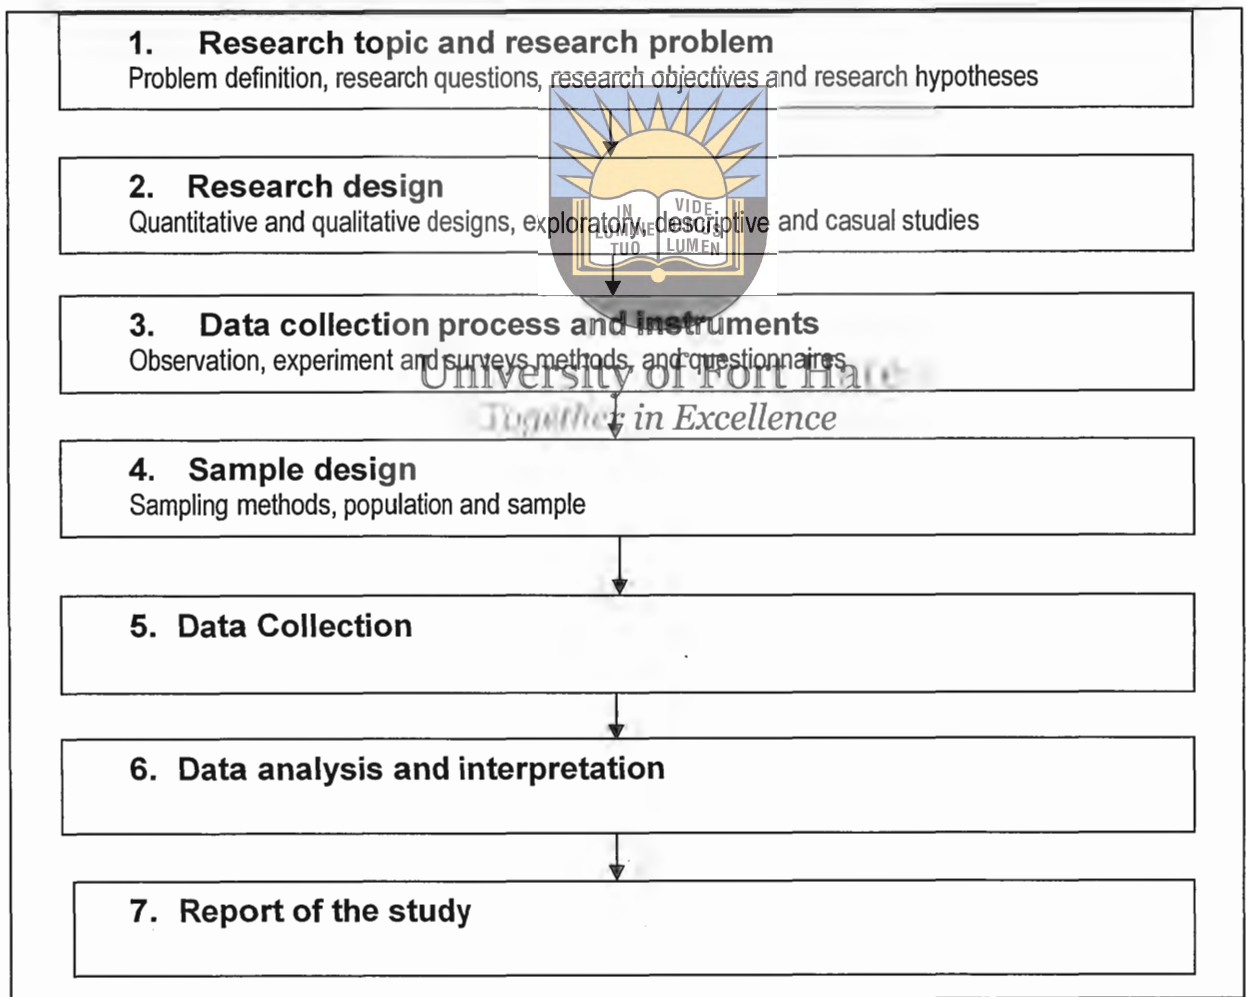 1. Research topic and research problem
Problem definition, research questions, research objectives and research hypotheses
2. Research design
Quantitative and qualitative designs, exploratory, descriptive and casual studies
IN
LUMINE
TUO
VIDE
LUMEN
3. Data collection process and instruments
Observation, experiment and surveys methods, and questionnaires
University of Fort Hare
Together in Excellence
4. Sample design
Sampling methods, population and sample
5. Data Collection
6. Data analysis and interpretation
7. Report of the study